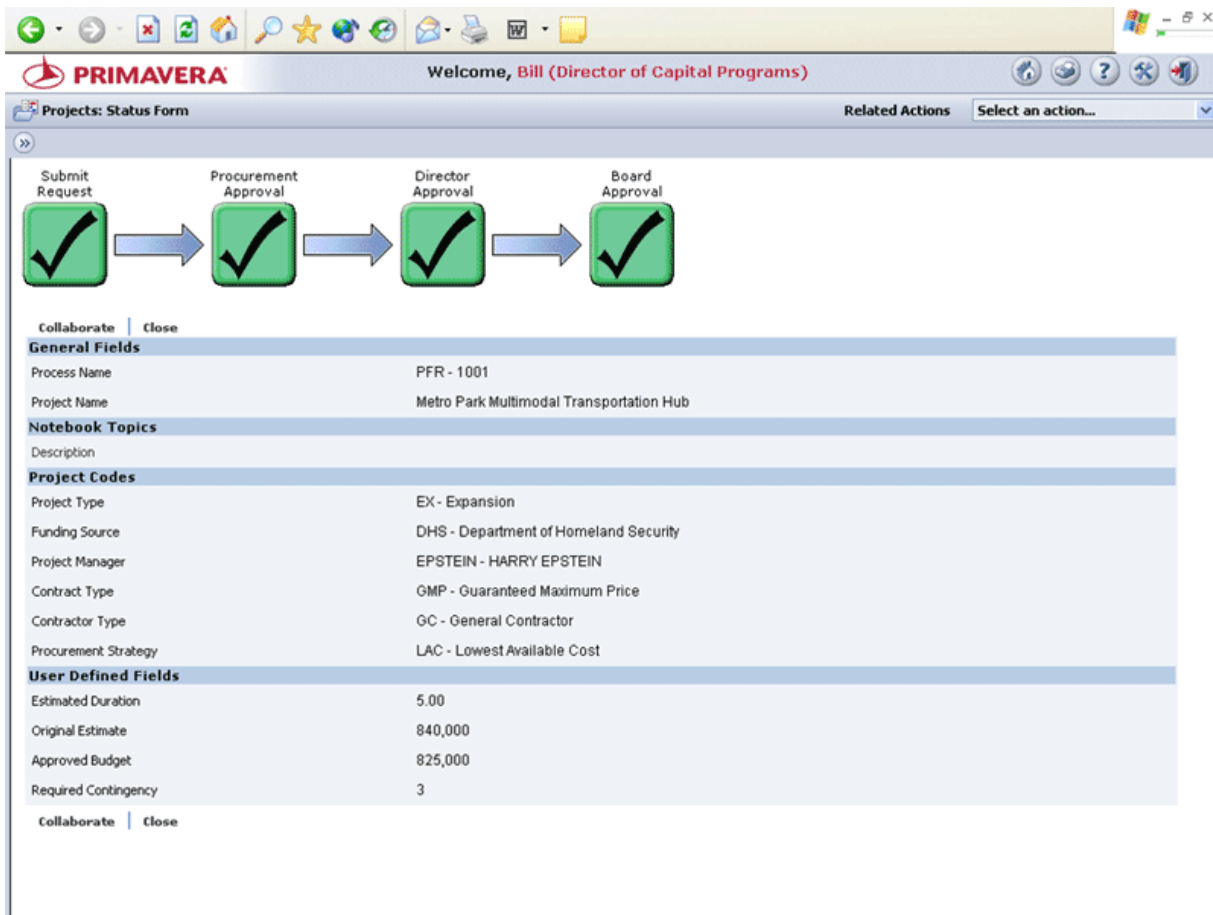 PRIMAVERA
Welcome, Bill (Director of Capital Programs)
?
Projects: Status Form
Related Actions
Select an action...
Submit Request
Procurement Approval
Director Approval
Board Approval
Collaborate | Close
General Fields
Process Name PFR - 1001
Project Name Metro Park Multimodal Transportation Hub
Notebook Topics
Description
Project Codes
Project Type EX - Expansion
Funding Source DHS - Department of Homeland Security
Project Manager EPSTEIN - HARRY EPSTEIN
Contract Type GMP - Guaranteed Maximum Price
Contractor Type GC - General Contractor
Procurement Strategy LAC - Lowest Available Cost
User Defined Fields
Estimated Duration 5.00
Original Estimate 840,000
Approved Budget 825,000
Required Contingency 3
Collaborate | Close